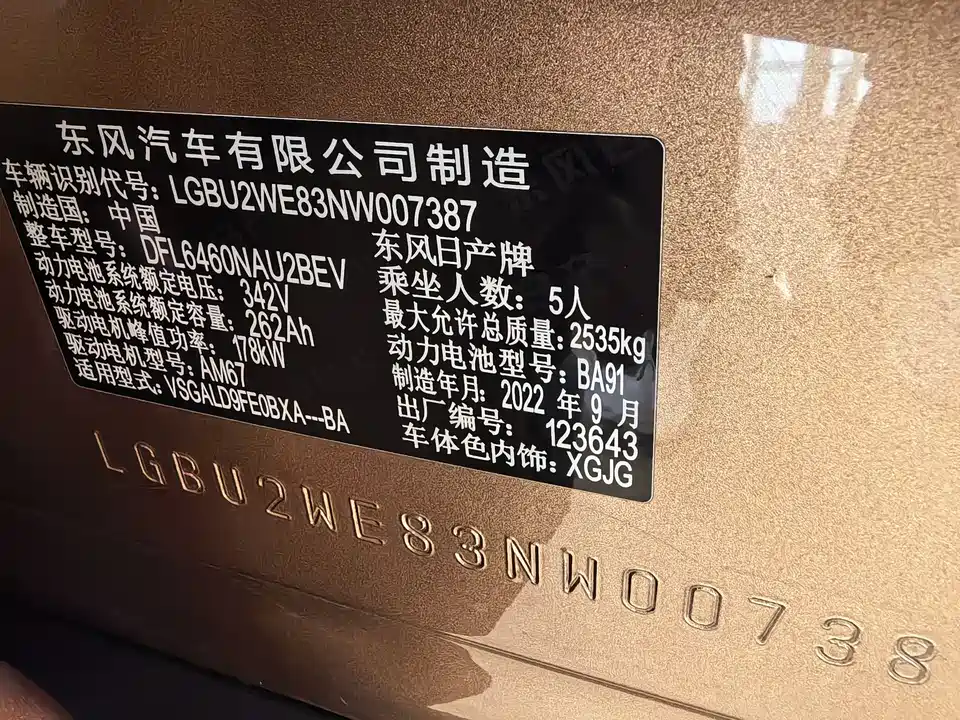 东风汽车有限公司制造
车辆识别代号: LGBU2WE83NW007387
制造国: 中国 东风日产牌
整车型号: DFL6460NAU2BEV 乘坐人数: 5人
动力电池系统额定电压: 342V 最大允许总质量: 2535kg
动力电池系统额定容量: 262Ah 动力电池型号: BA91
驱动电机峰值功率: 178kW 制造年月: 2022 年 9 月
驱动电机型号: AM67 出厂编号: 123643
适用型式: VSGALD9FE0BXA---BA 车体色内饰: XGJG
LGBU2WE83NW00738